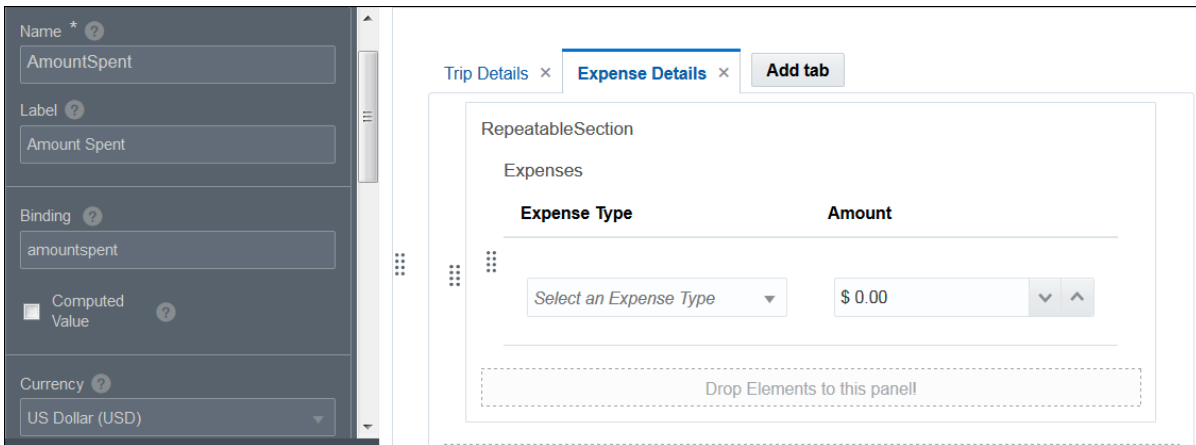 Name * ?
AmountSpent
Label ?
Amount Spent
Binding ?
amountspent
Computed
Value ?
Currency ?
US Dollar (USD)
Trip Details × Expense Details × Add tab
RepeatableSection
Expenses
Expense Type Amount
Select an Expense Type $ 0.00
Drop Elements to this panel!